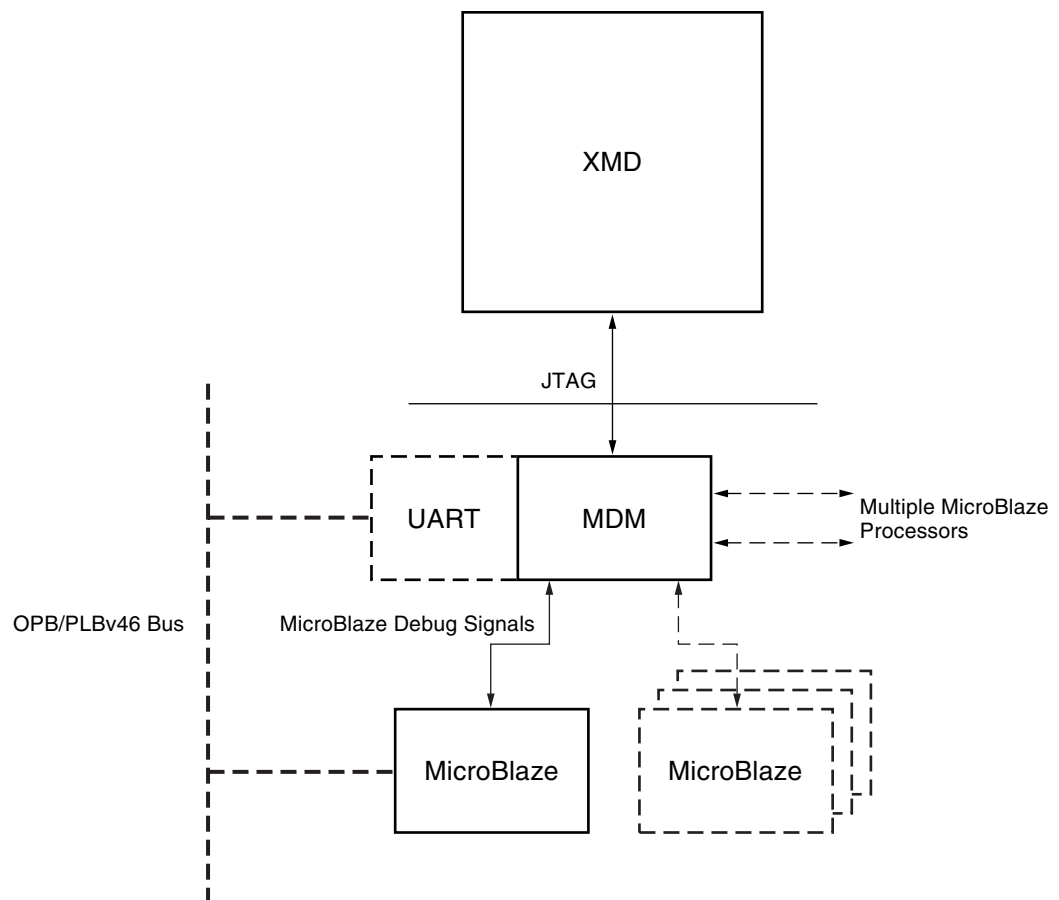 XMD
JTAG
UART
MDM
Multiple MicroBlaze
Processors
OPB/PLBv46 Bus
MicroBlaze Debug Signals
MicroBlaze
MicroBlaze